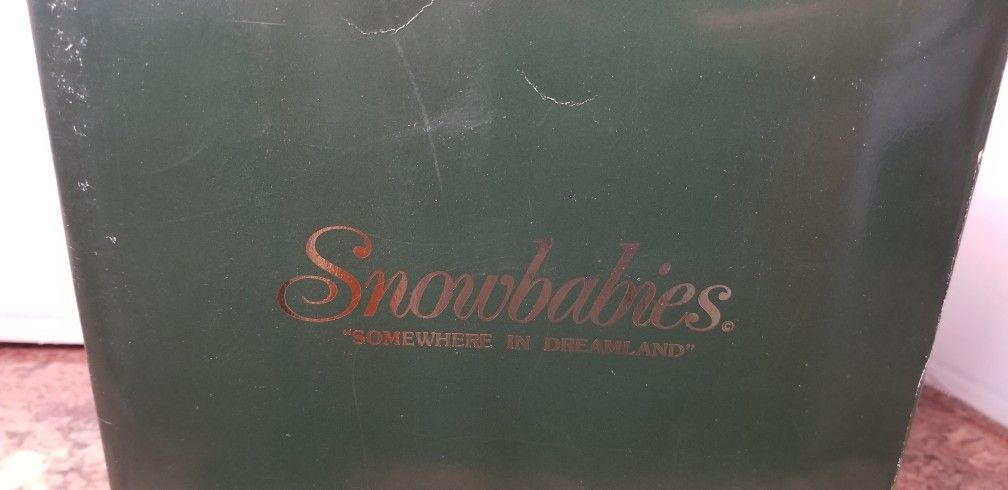 Snowbabies©
"SOMEWHERE IN DREAMLAND"